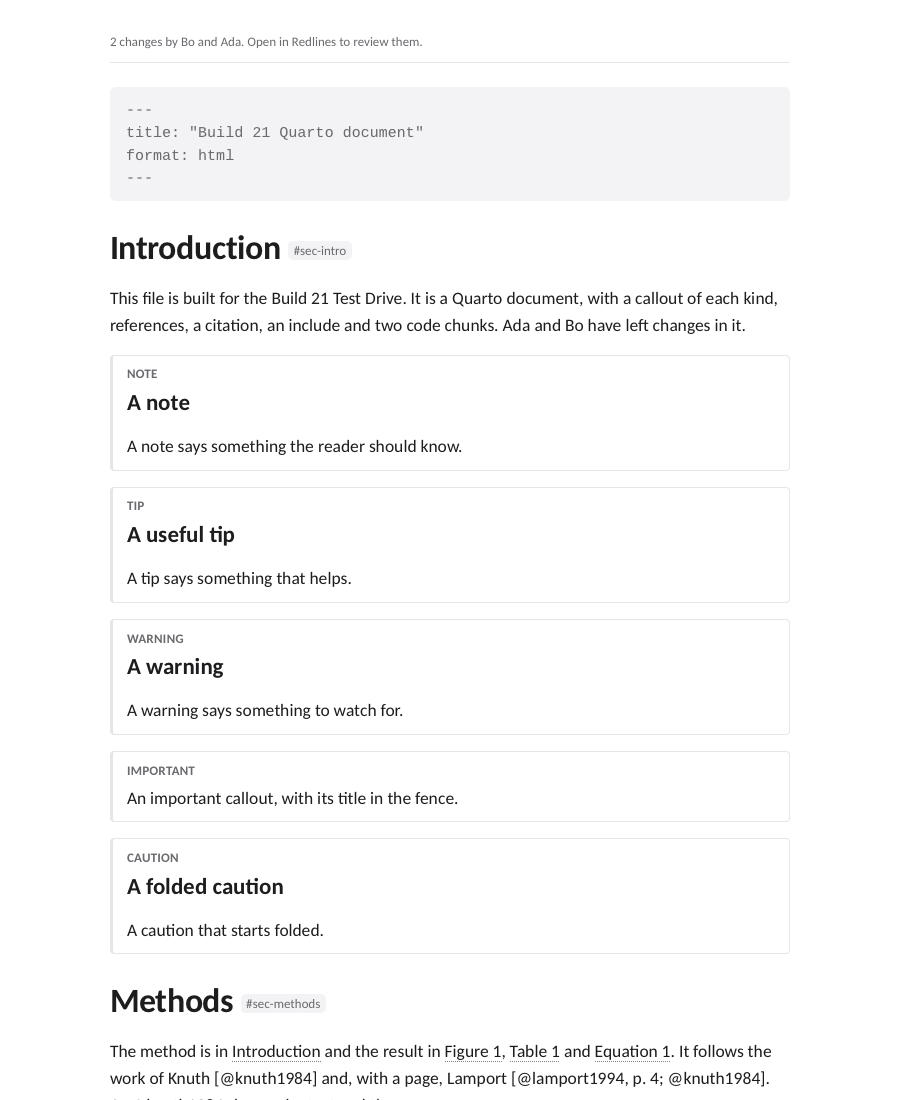 2 changes by Bo and Ada. Open in Redlines to review them.
---
title: "Build 21 Quarto document"
format: html
---
Introduction #sec-intro
This file is built for the Build 21 Test Drive. It is a Quarto document, with a callout of each kind,
references, a citation, an include and two code chunks. Ada and Bo have left changes in it.
NOTE
A note
A note says something the reader should know.
TIP
A useful tip
A tip says something that helps.
WARNING
A warning
A warning says something to watch for.
IMPORTANT
An important callout, with its title in the fence.
CAUTION
A folded caution
A caution that starts folded.
Methods #sec-methods
The method is in Introduction and the result in Figure 1, Table 1 and Equation 1. It follows the
work of Knuth [@knuth1984] and, with a page, Lamport [@lamport1994, p. 4; @knuth1984].